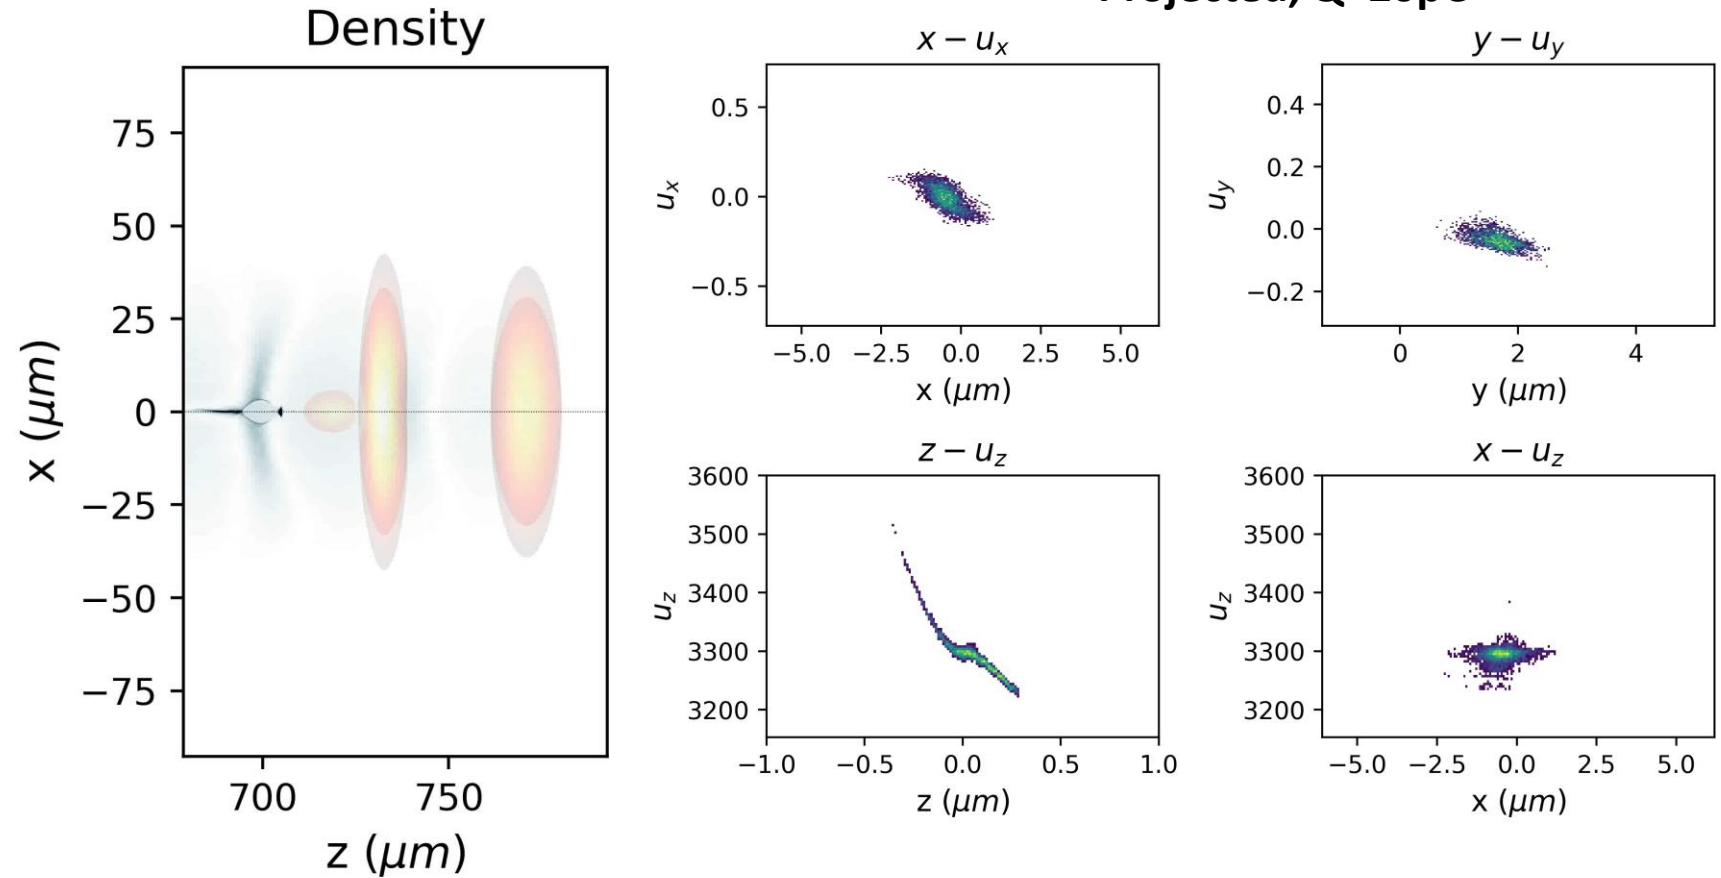 Density
x (μm)
75
50
25
0
−25
−50
−75
700 750
z (μm)
x − uₓ
uₓ
0.5
0.0
−0.5
−5.0 −2.5 0.0 2.5 5.0
x (μm)
y − u_y
u_y
0.4
0.2
0.0
−0.2
0 2 4
y (μm)
z − u_z
u_z
3600
3500
3400
3300
3200
−1.0 −0.5 0.0 0.5 1.0
z (μm)
x − u_z
u_z
3600
3500
3400
3300
3200
−5.0 −2.5 0.0 2.5 5.0
x (μm)